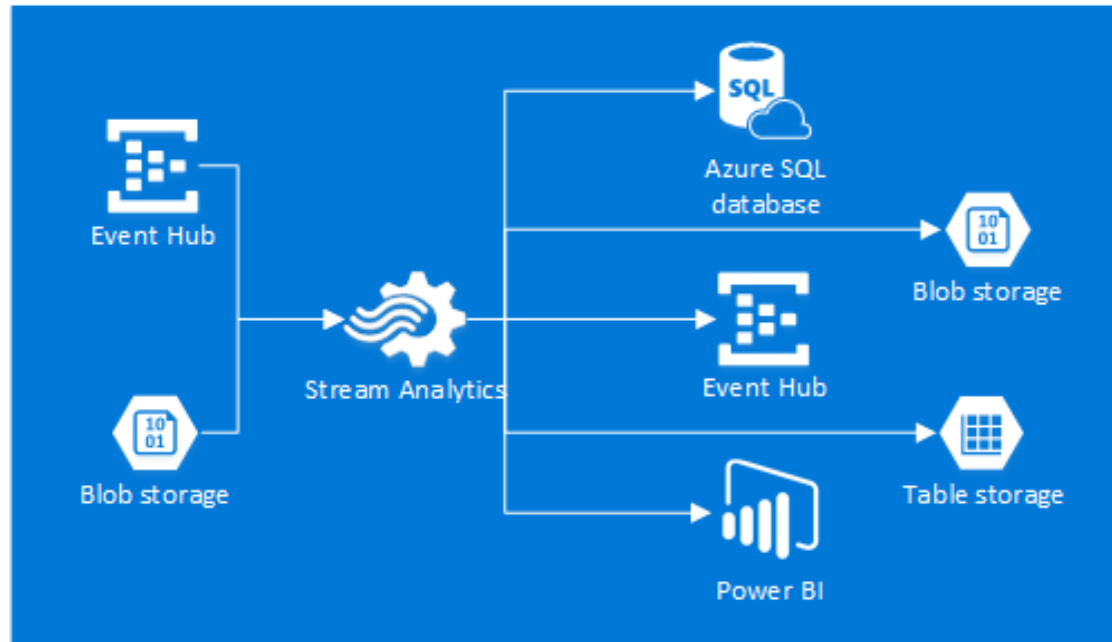 SQL
Azure SQL
database
Event Hub
10
01
Blob storage
Stream Analytics
Event Hub
10
01
Blob storage
Table storage
Power BI